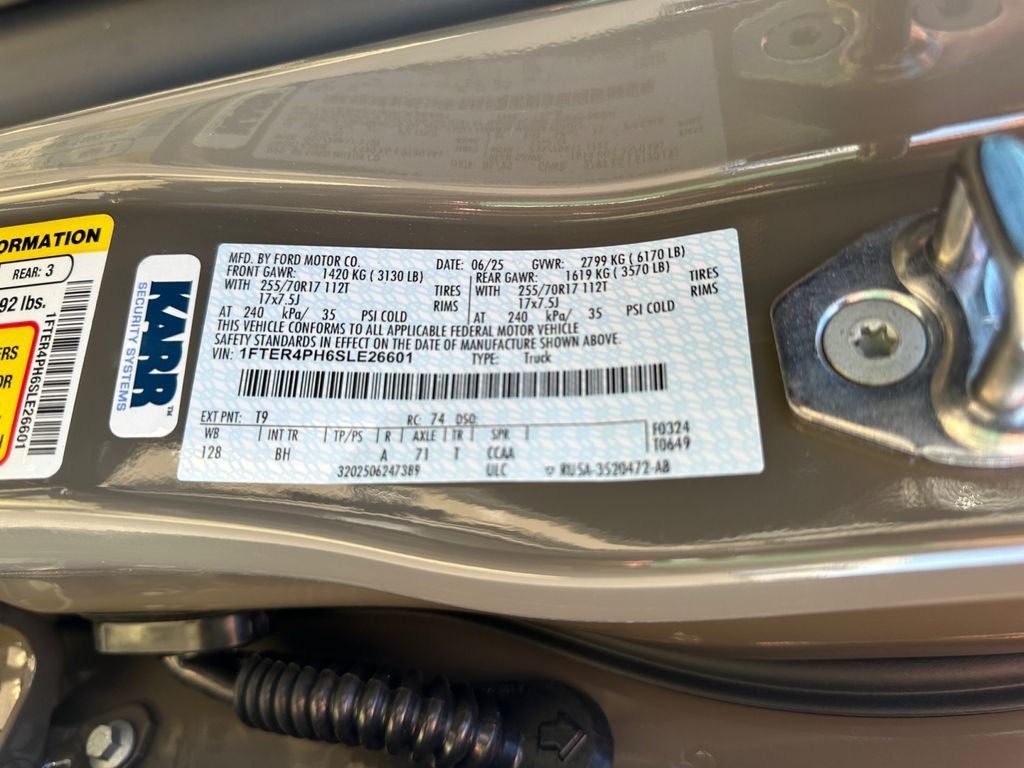 ORMATION
REAR: 3
92 lbs.
ERS
OR
1FTER4PH6SLE26601
KARR™
SECURITY SYSTEMS
MFD. BY FORD MOTOR CO. DATE: 06/25 GVWR: 2799 KG ( 6170 LB)
FRONT GAWR: 1420 KG ( 3130 LB) REAR GAWR: 1619 KG ( 3570 LB)
WITH 255/70R17 112T TIRES WITH 255/70R17 112T TIRES
17x7.5J RIMS 17x7.5J RIMS
AT 240 kPa/ 35 PSI COLD AT 240 kPa/ 35 PSI COLD
THIS VEHICLE CONFORMS TO ALL APPLICABLE FEDERAL MOTOR VEHICLE
SAFETY STANDARDS IN EFFECT ON THE DATE OF MANUFACTURE SHOWN ABOVE.
VIN: 1FTER4PH6SLE26601 TYPE: Truck
EXT PNT: T9 RC: 74 DSO:
WB INT TR TP/PS R AXLE TR SPR F0324
128 BH A 71 T CCAA T0649
3202506247389 ULC RU5A-3520472-AB